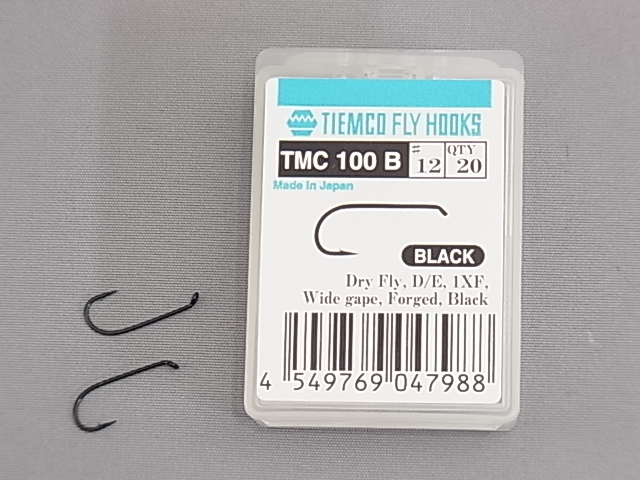 TIEMCO FLY HOOKS
TMC 100 B # 12 QTY 20
Made In Japan
BLACK
Dry Fly, D/E, 1XF,
Wide gape, Forged, Black
4 549769 047988